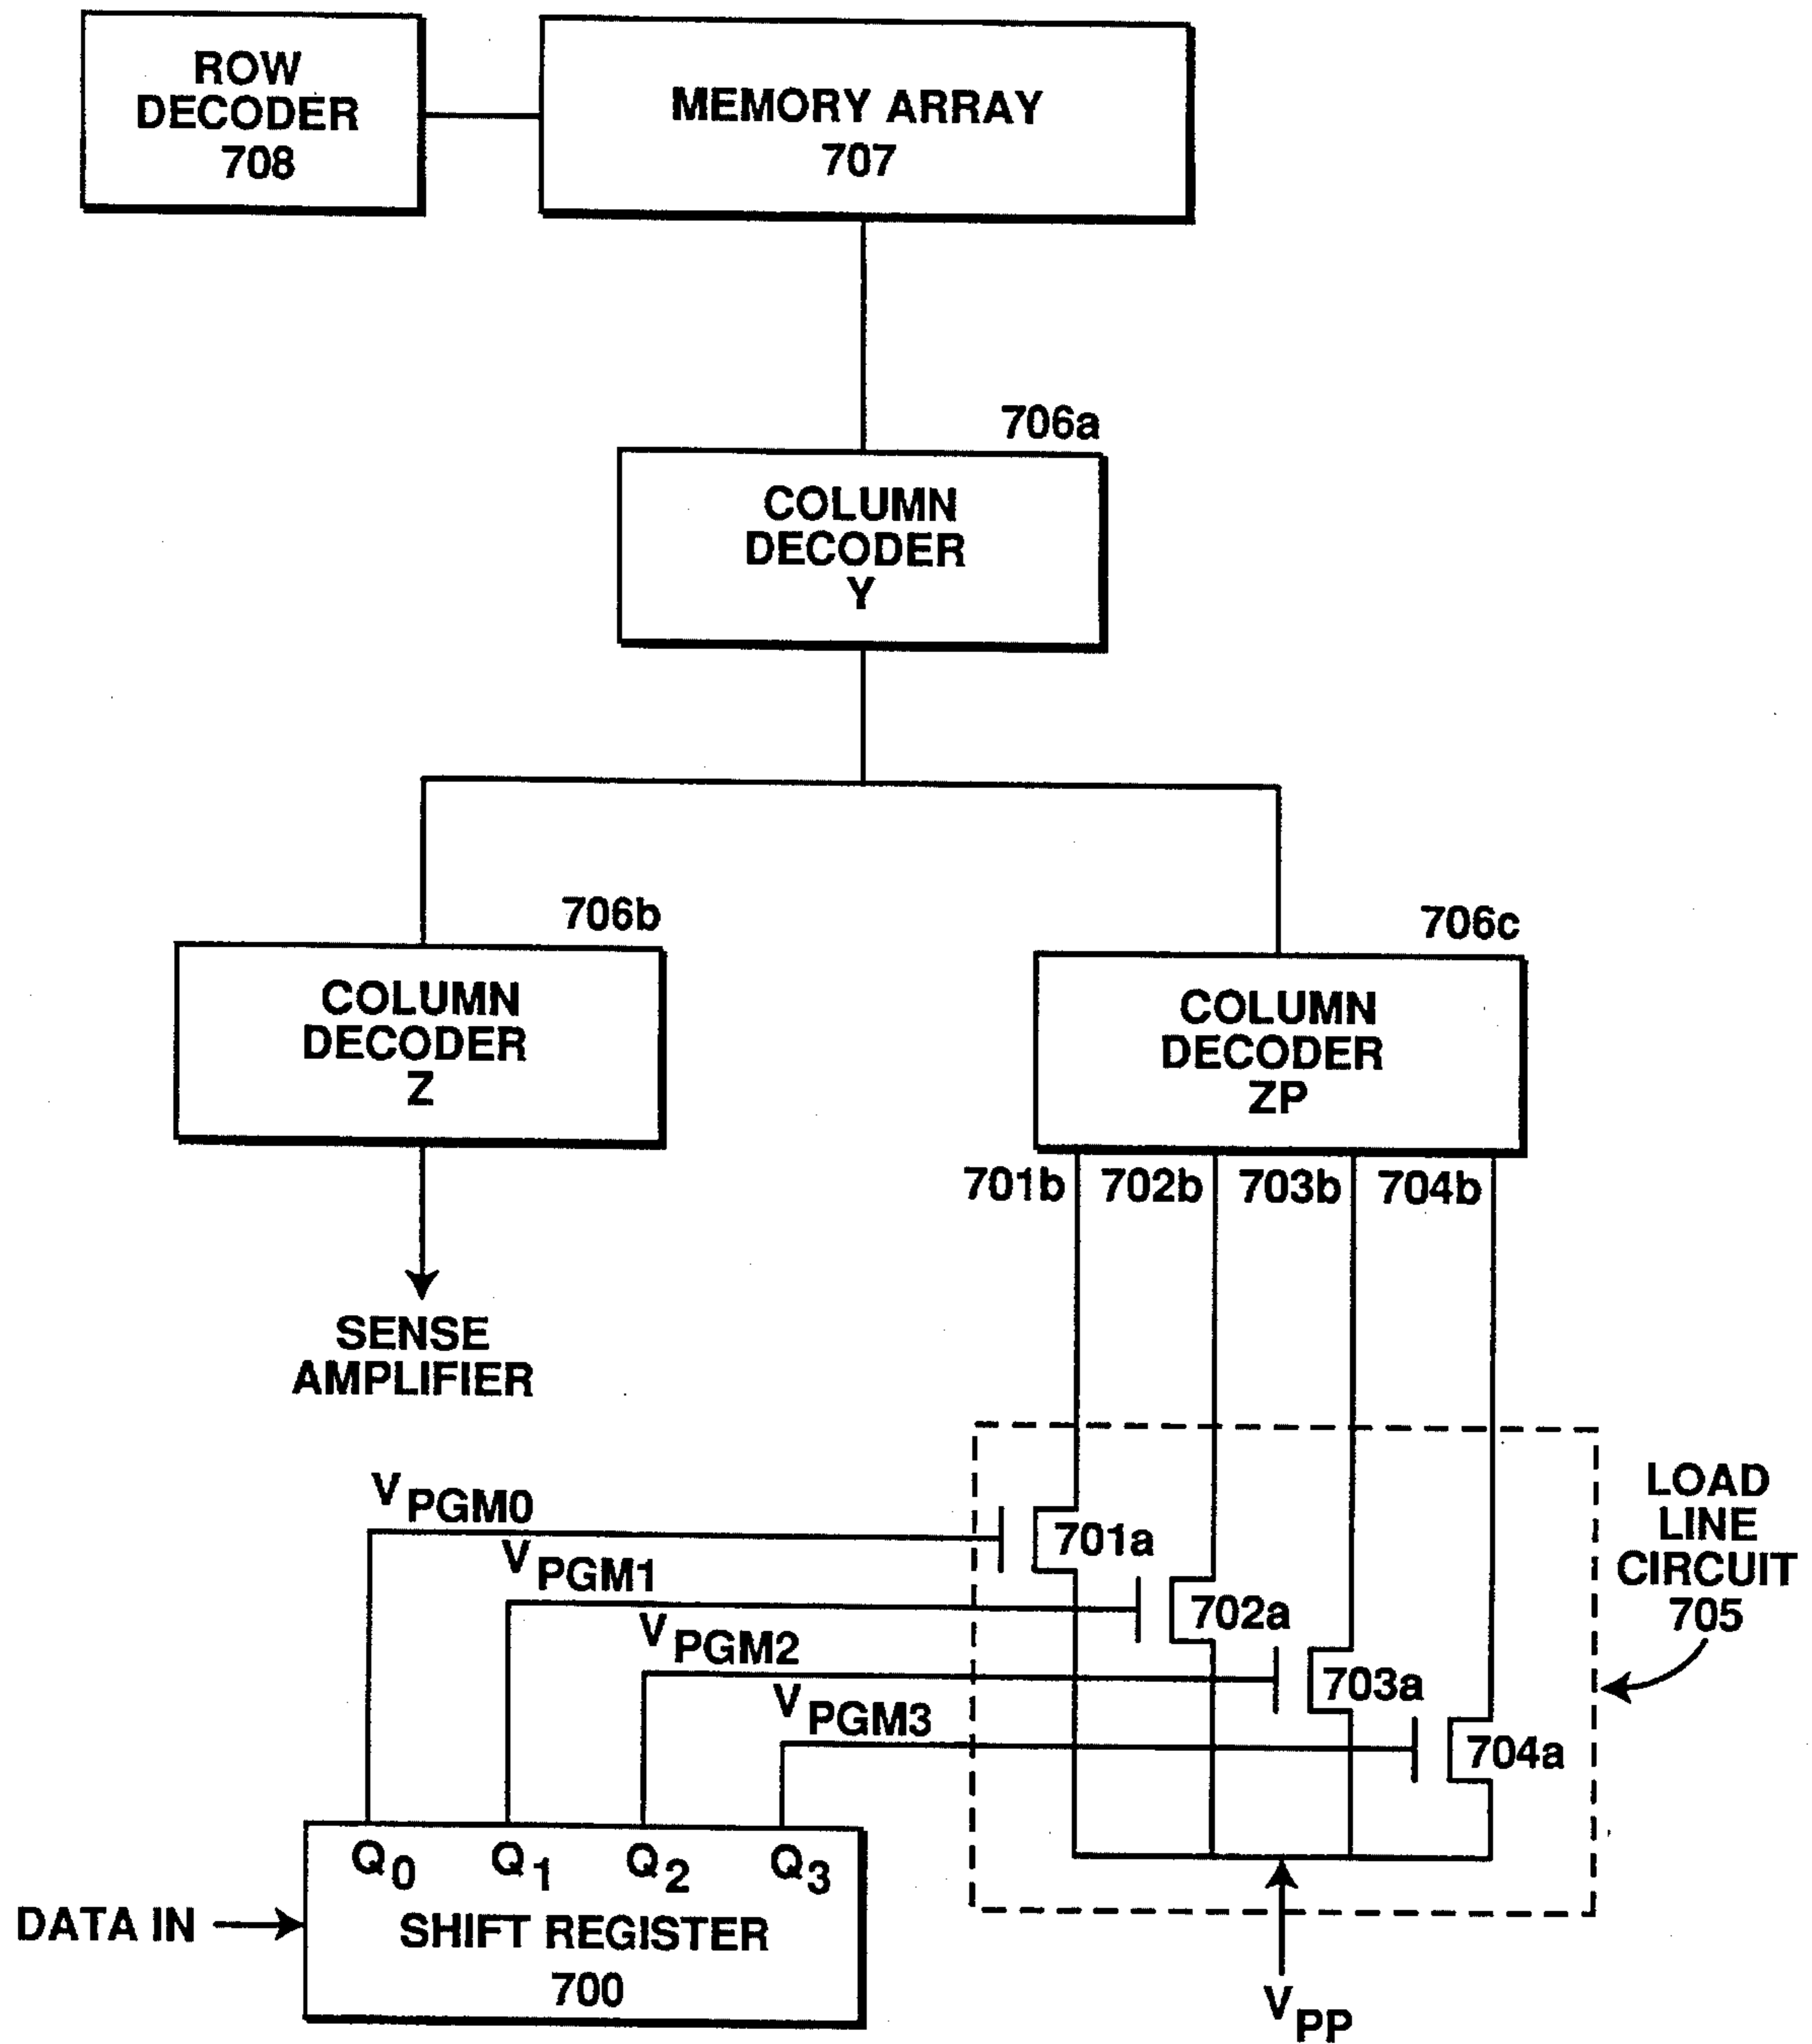 ROW
DECODER
708
MEMORY ARRAY
707
706a
COLUMN
DECODER
Y
706b
COLUMN
DECODER
Z
706c
COLUMN
DECODER
ZP
701b
702b
703b
704b
SENSE
AMPLIFIER
LOAD
LINE
CIRCUIT
705
VPGM0
VPGM1
VPGM2
VPGM3
701a
702a
703a
704a
Q0 Q1 Q2 Q3
DATA IN
SHIFT REGISTER
700
VPP